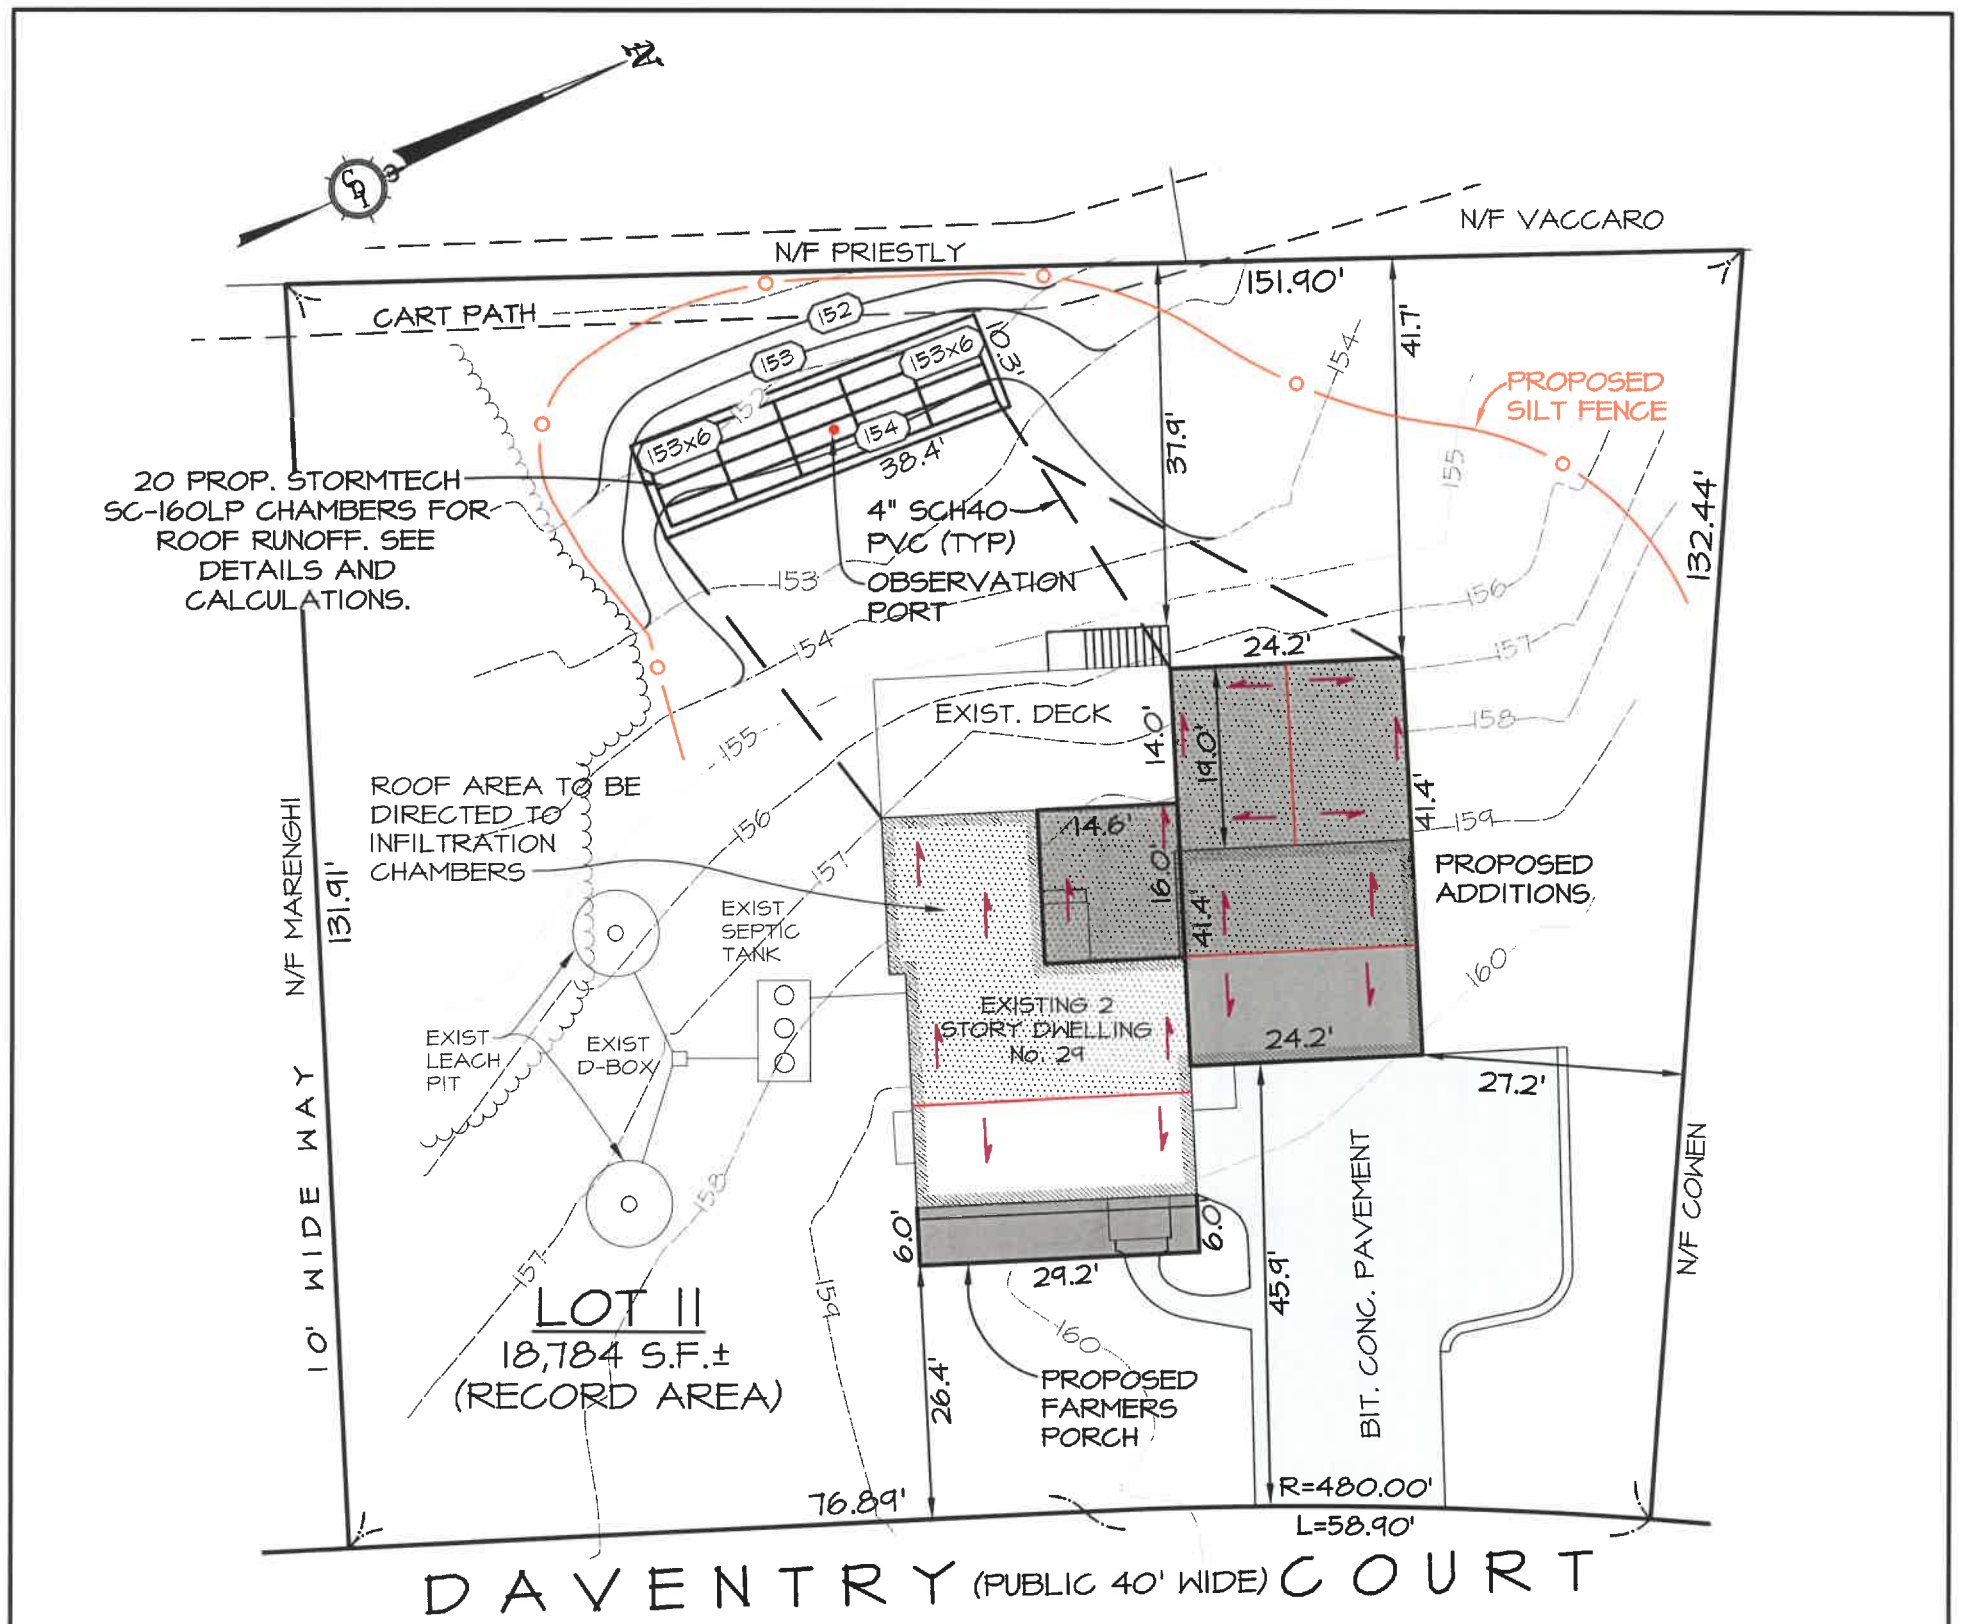 N
CDI
N/F PRIESTLY
N/F VACCARO
151.90'
CART PATH
152
153
153x6
10.3'
152
153x6
154
38.4'
154
41.7'
37.9'
PROPOSED
SILT FENCE
155
132.44'
20 PROP. STORMTECH
SC-160LP CHAMBERS FOR
ROOF RUNOFF. SEE
DETAILS AND
CALCULATIONS.
4" SCH40
PVC (TYP)
OBSERVATION
PORT
153
154
156
157
158
159
24.2'
EXIST. DECK
14.0'
19.0'
155
41.4'
ROOF AREA TO BE
DIRECTED TO
INFILTRATION
CHAMBERS
156
157
14.6'
16.0'
41.4'
PROPOSED
ADDITIONS
160
N/F MARENGHI
131.91'
10' WIDE WAY
EXIST
SEPTIC
TANK
EXIST
LEACH
PIT
EXIST
D-BOX
EXISTING 2
STORY DWELLING
No. 29
24.2'
27.2'
N/F COWEN
158
157
159
6.0'
6.0'
29.2'
45.9'
BIT. CONC. PAVEMENT
LOT 11
18,784 S.F.±
(RECORD AREA)
160
26.4'
PROPOSED
FARMERS
PORCH
76.89'
R=480.00'
L=58.90'
DAVENTRY (PUBLIC 40' WIDE) COURT